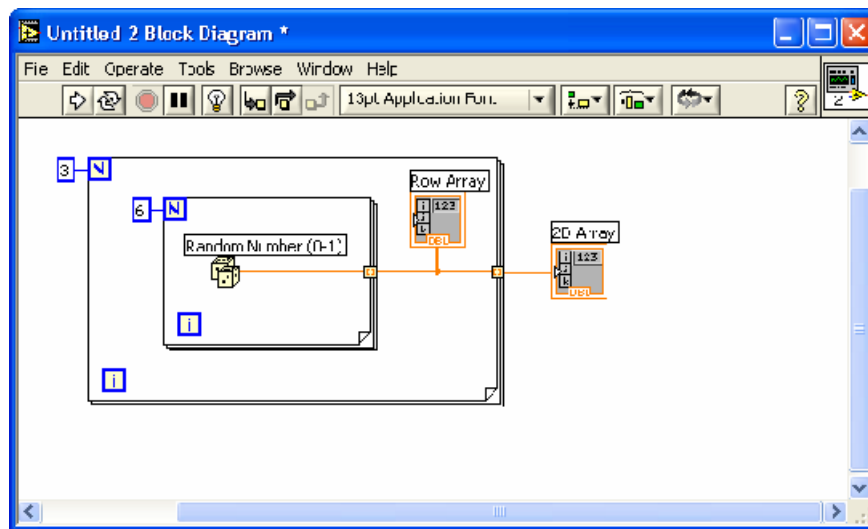 Untitled 2 Block Diagram *
File Edit Operate Tools Browse Window Help
13pt Application Font
2
3 N
Row Array
123
DBL
6 N
2D Array
123
DBL
Random Number (0-1)
i
i